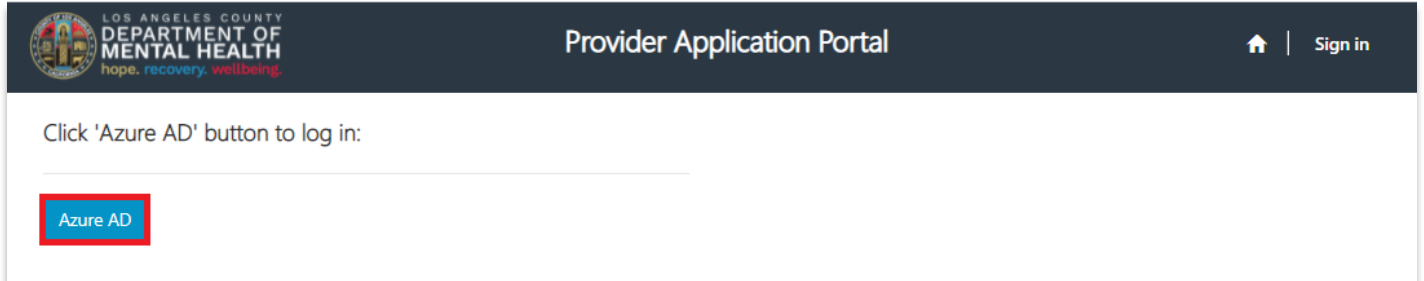 LOS ANGELES COUNTY
DEPARTMENT OF
MENTAL HEALTH
hope. recovery. wellbeing.
Provider Application Portal
Sign in
Click 'Azure AD' button to log in:
Azure AD